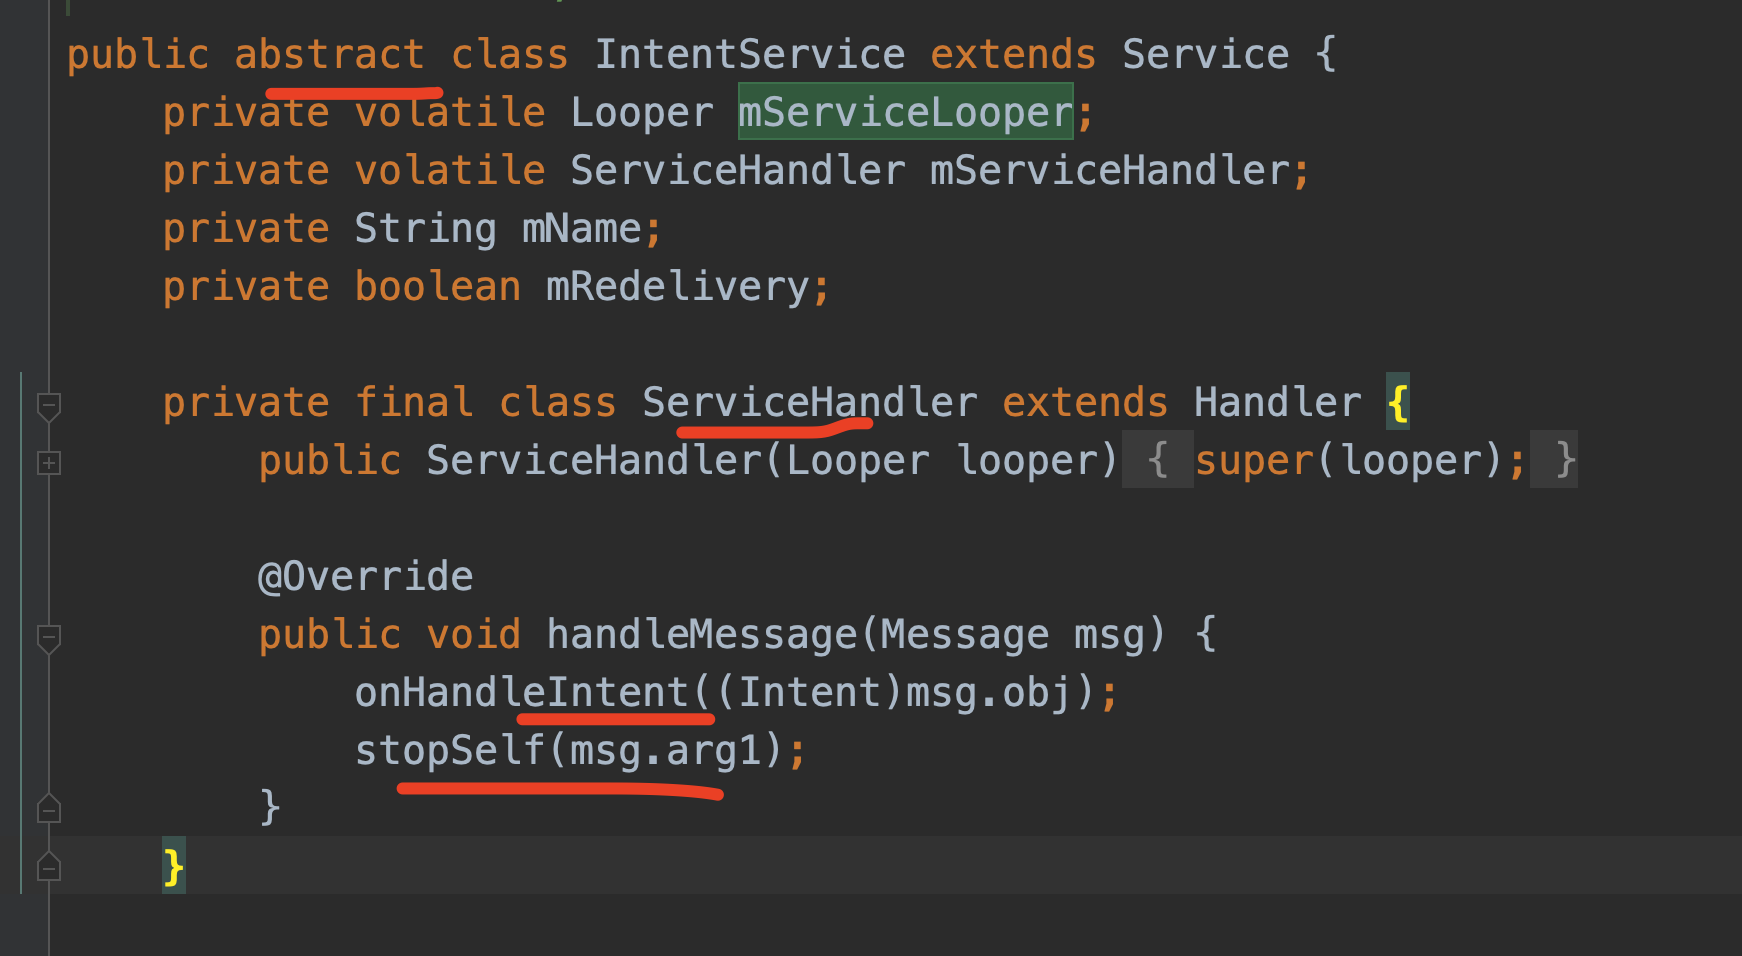 public abstract class IntentService extends Service {
    private volatile Looper mServiceLooper;
    private volatile ServiceHandler mServiceHandler;
    private String mName;
    private boolean mRedelivery;

    private final class ServiceHandler extends Handler {
        public ServiceHandler(Looper looper) { super(looper); }

        @Override
        public void handleMessage(Message msg) {
            onHandleIntent((Intent)msg.obj);
            stopSelf(msg.arg1);
        }
    }